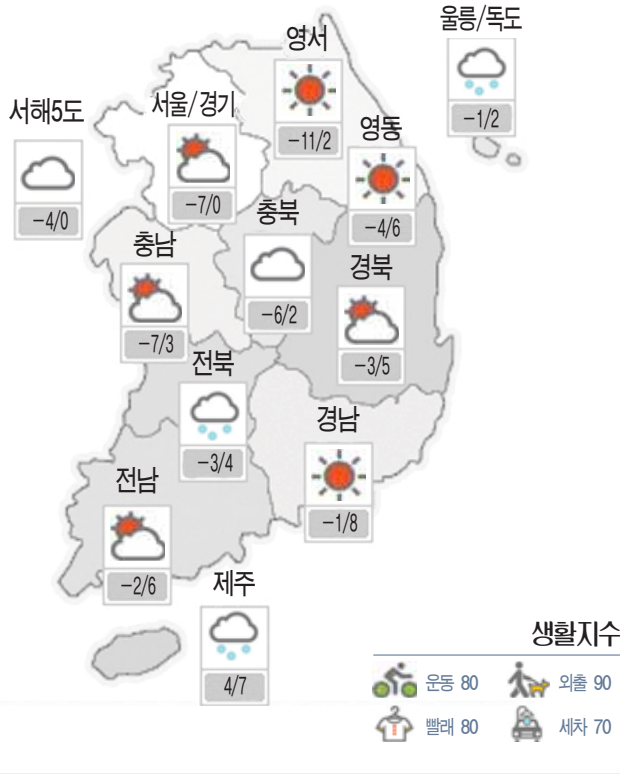 울릉/독도
-1/2
영서
-11/2
서해5도
-4/0
서울/경기
-7/0
영동
-4/6
충북
-6/2
충남
-7/3
경북
-3/5
전북
-3/4
경남
-1/8
전남
-2/6
제주
4/7
생활지수
운동 80 외출 90
빨래 80 세차 70